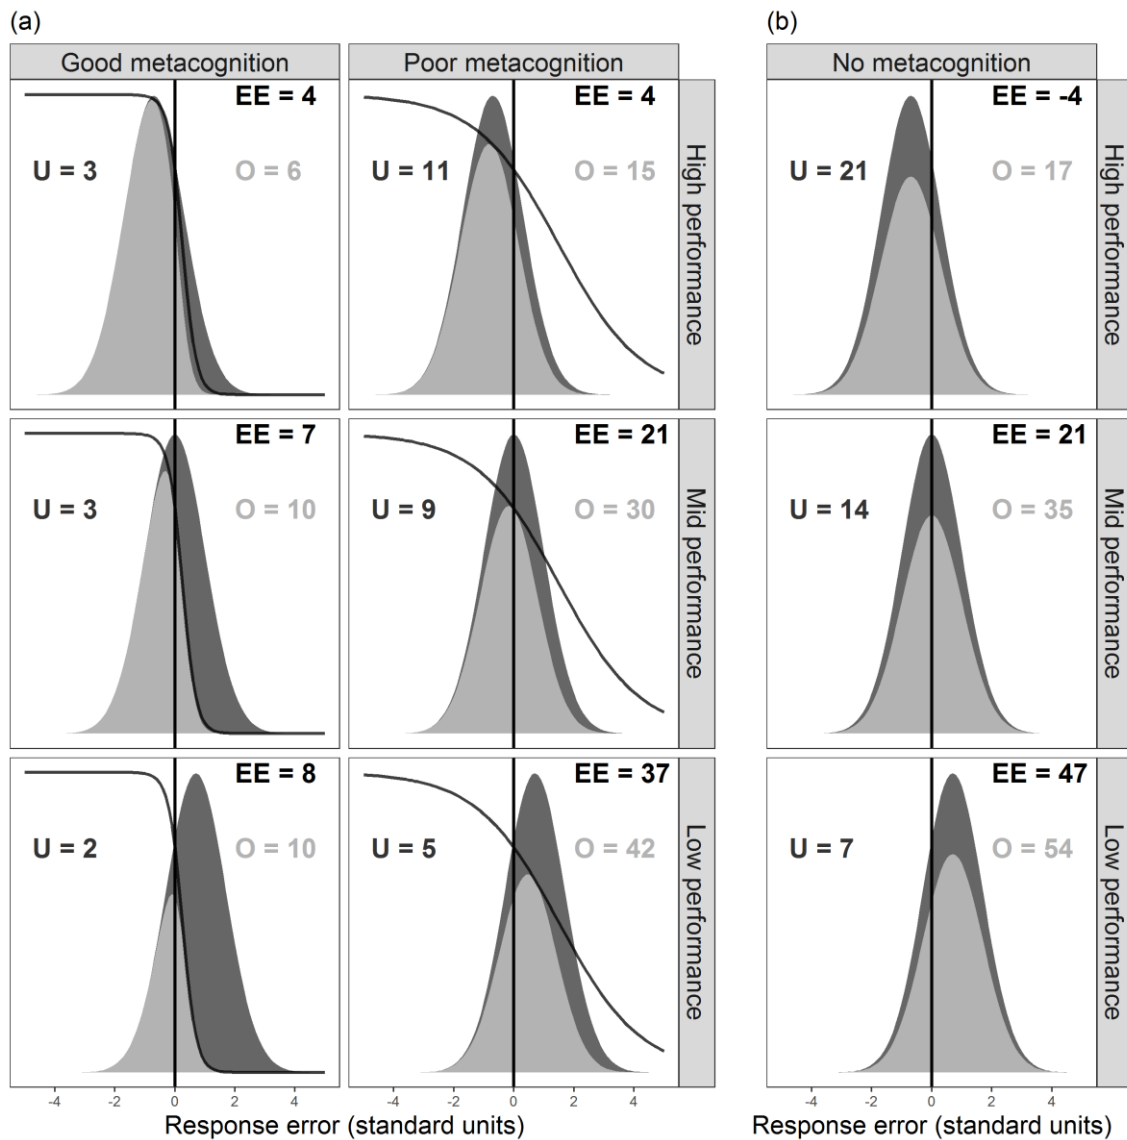 (a)
(b)
Good metacognition
Poor metacognition
No metacognition
EE = 4
U = 3
O = 6
EE = 4
U = 11
O = 15
High performance
EE = -4
U = 21
O = 17
High performance
EE = 7
U = 3
O = 10
EE = 21
U = 9
O = 30
Mid performance
EE = 21
U = 14
O = 35
Mid performance
EE = 8
U = 2
O = 10
EE = 37
U = 5
O = 42
Low performance
EE = 47
U = 7
O = 54
Low performance
-4 -2 0 2 4
-4 -2 0 2 4
-4 -2 0 2 4
Response error (standard units)
Response error (standard units)